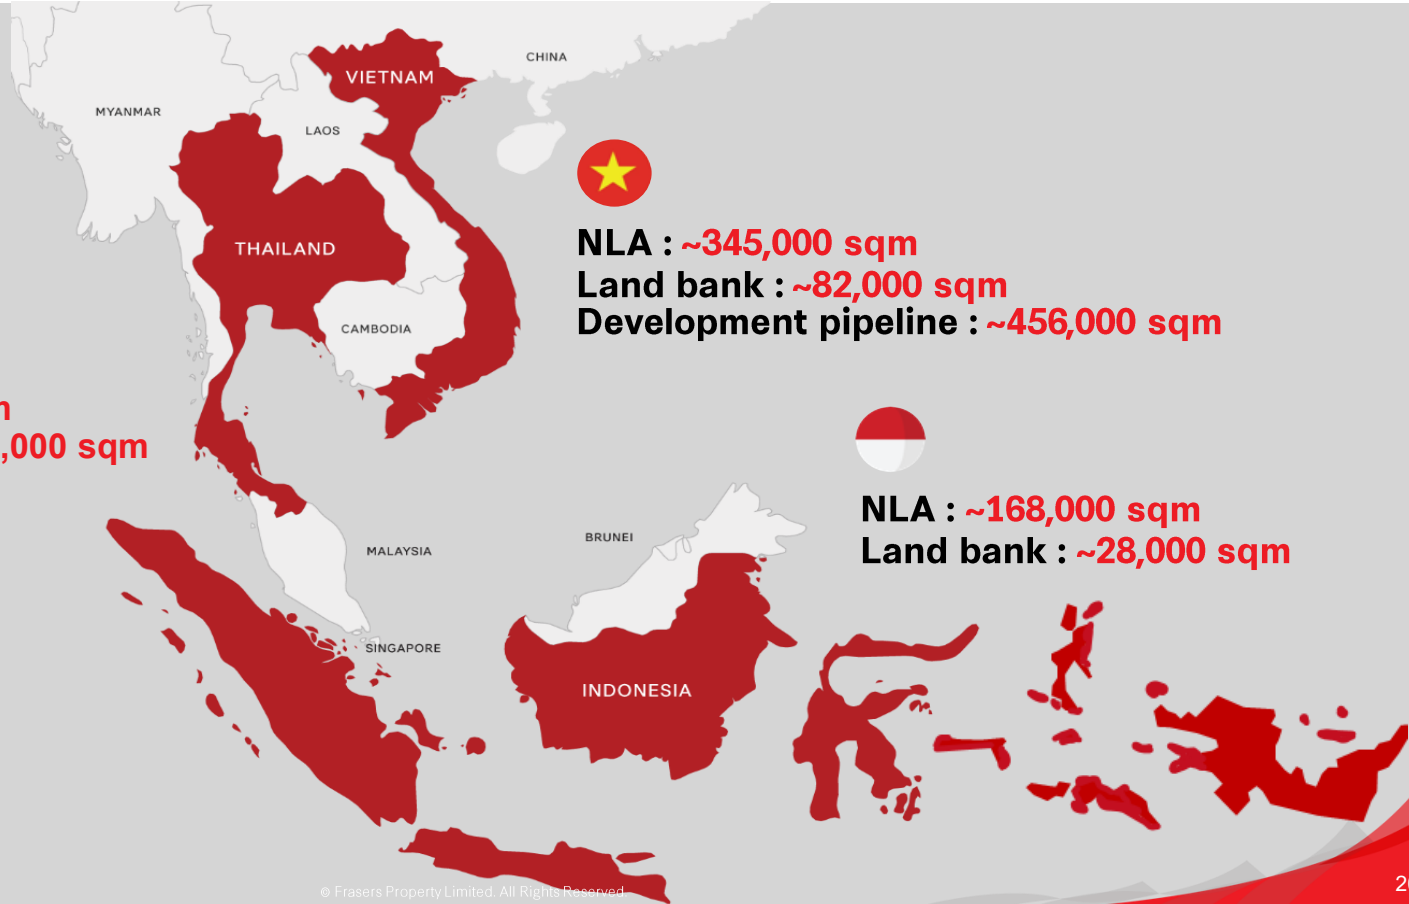 CHINA
VIETNAM
MYANMAR
LAOS
NLA : ~345,000 sqm
THAILAND
Land bank : ~82,000 sqm
Development pipeline : ~456,000 sqm
CAMBODIA
,000 sqm
NLA : ~168,000 sqm
BRUNEI
Land bank : ~28,000 sqm
MALAYSIA
SINGAPORE
INDONESIA
© Frasers Property Limited. All Rights Reserved.